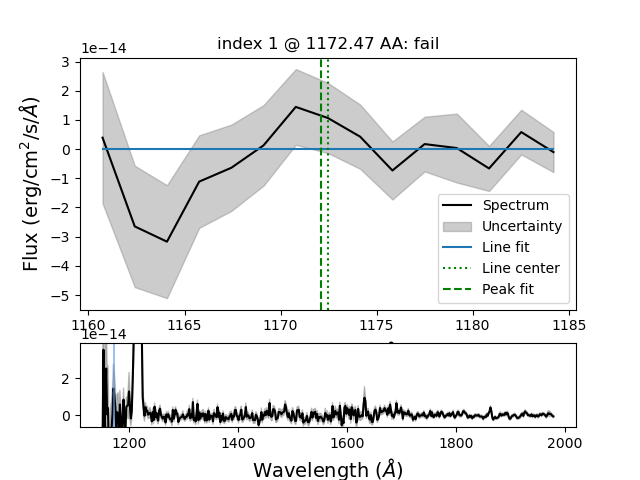 index 1 @ 1172.47 AA: fail
1e−14
3
2
1
0
−1
−2
−3
−4
−5
Flux (erg/cm²/s/Å)
Spectrum
Uncertainty
Line fit
Line center
Peak fit
1160 1165 1170 1175 1180 1185
1e−14
2
0
1200 1400 1600 1800 2000
Wavelength (Å)